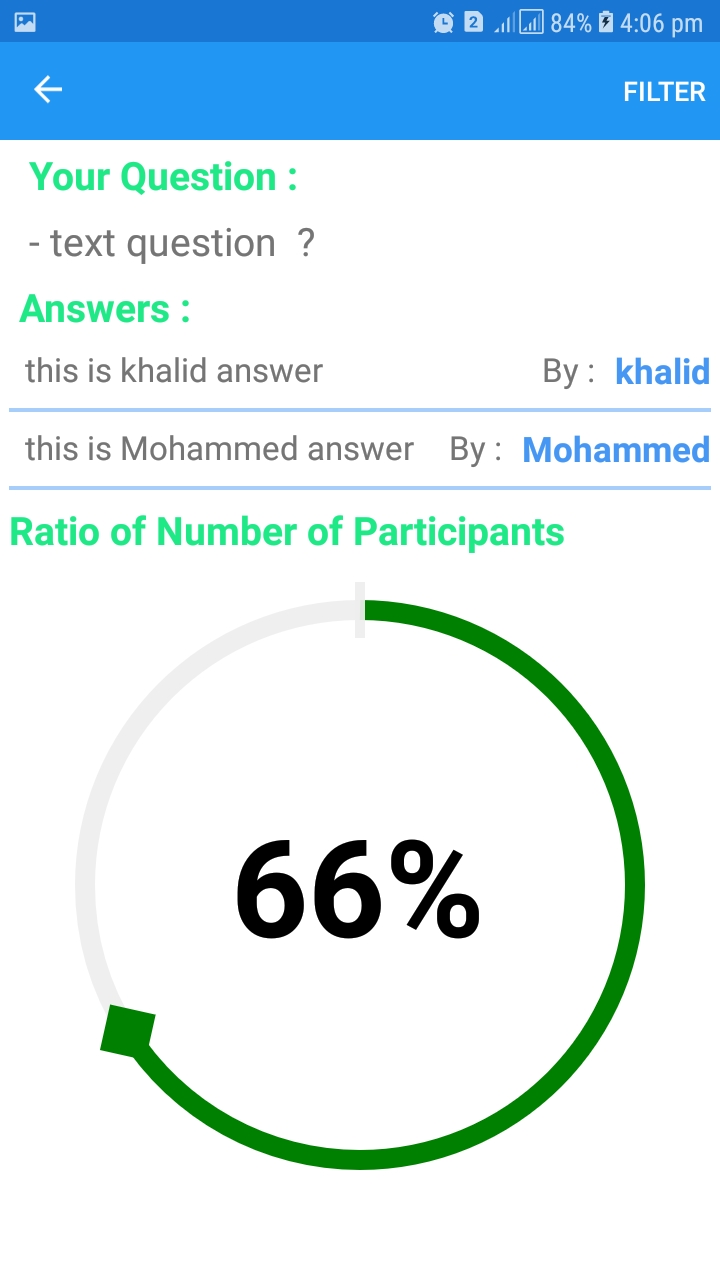 2 84% 4:06 pm
FILTER
Your Question :
- text question ?
Answers :
this is khalid answer By : khalid
this is Mohammed answer By : Mohammed
Ratio of Number of Participants
66%